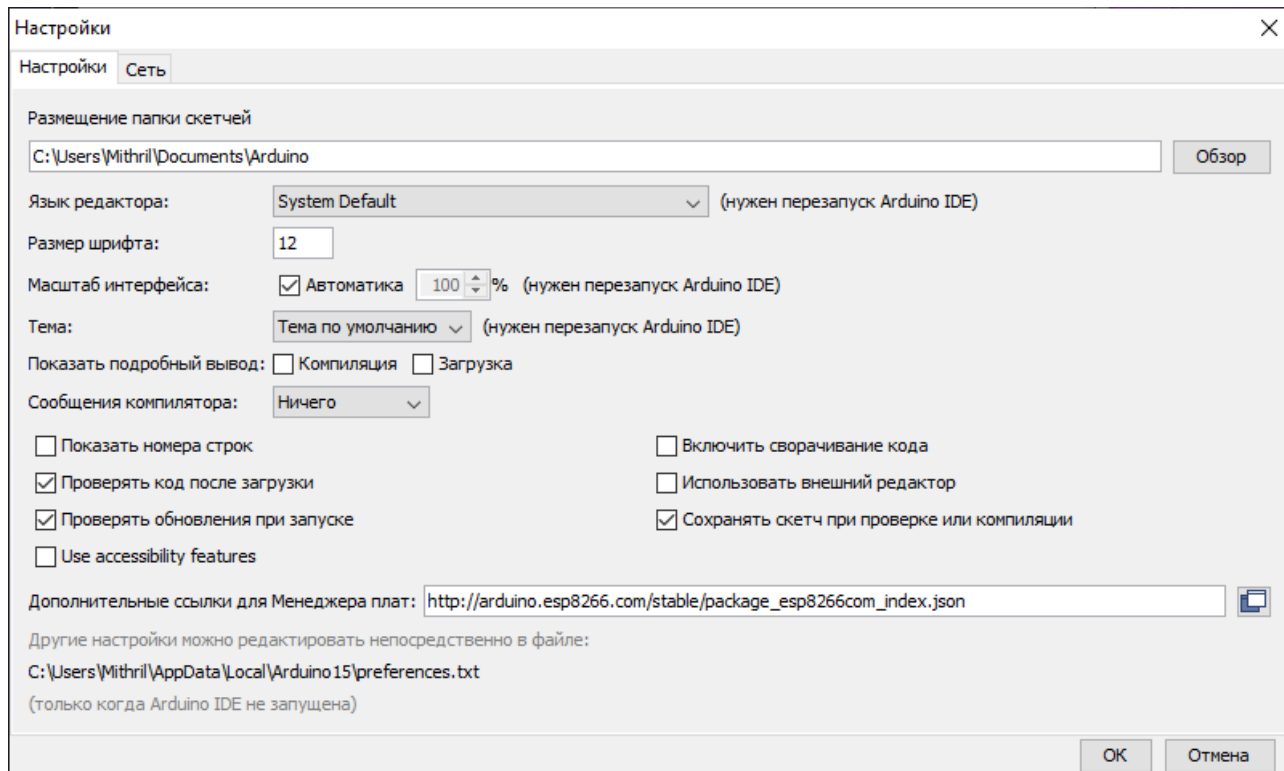 Настройки
Настройки Сеть
Размещение папки скетчей
C:\Users\Mithril\Documents\Arduino Обзор
Язык редактора: System Default (нужен перезапуск Arduino IDE)
Размер шрифта: 12
Масштаб интерфейса: Автоматика 100 % (нужен перезапуск Arduino IDE)
Тема: Тема по умолчанию (нужен перезапуск Arduino IDE)
Показать подробный вывод: Компиляция Загрузка
Сообщения компилятора: Ничего
Показать номера строк Включить сворачивание кода
Проверять код после загрузки Использовать внешний редактор
Проверять обновления при запуске Сохранять скетч при проверке или компиляции
Use accessibility features
Дополнительные ссылки для Менеджера плат: http://arduino.esp8266.com/stable/package_esp8266com_index.json
Другие настройки можно редактировать непосредственно в файле:
C:\Users\Mithril\AppData\Local\Arduino15\preferences.txt
(только когда Arduino IDE не запущена)
OK Отмена